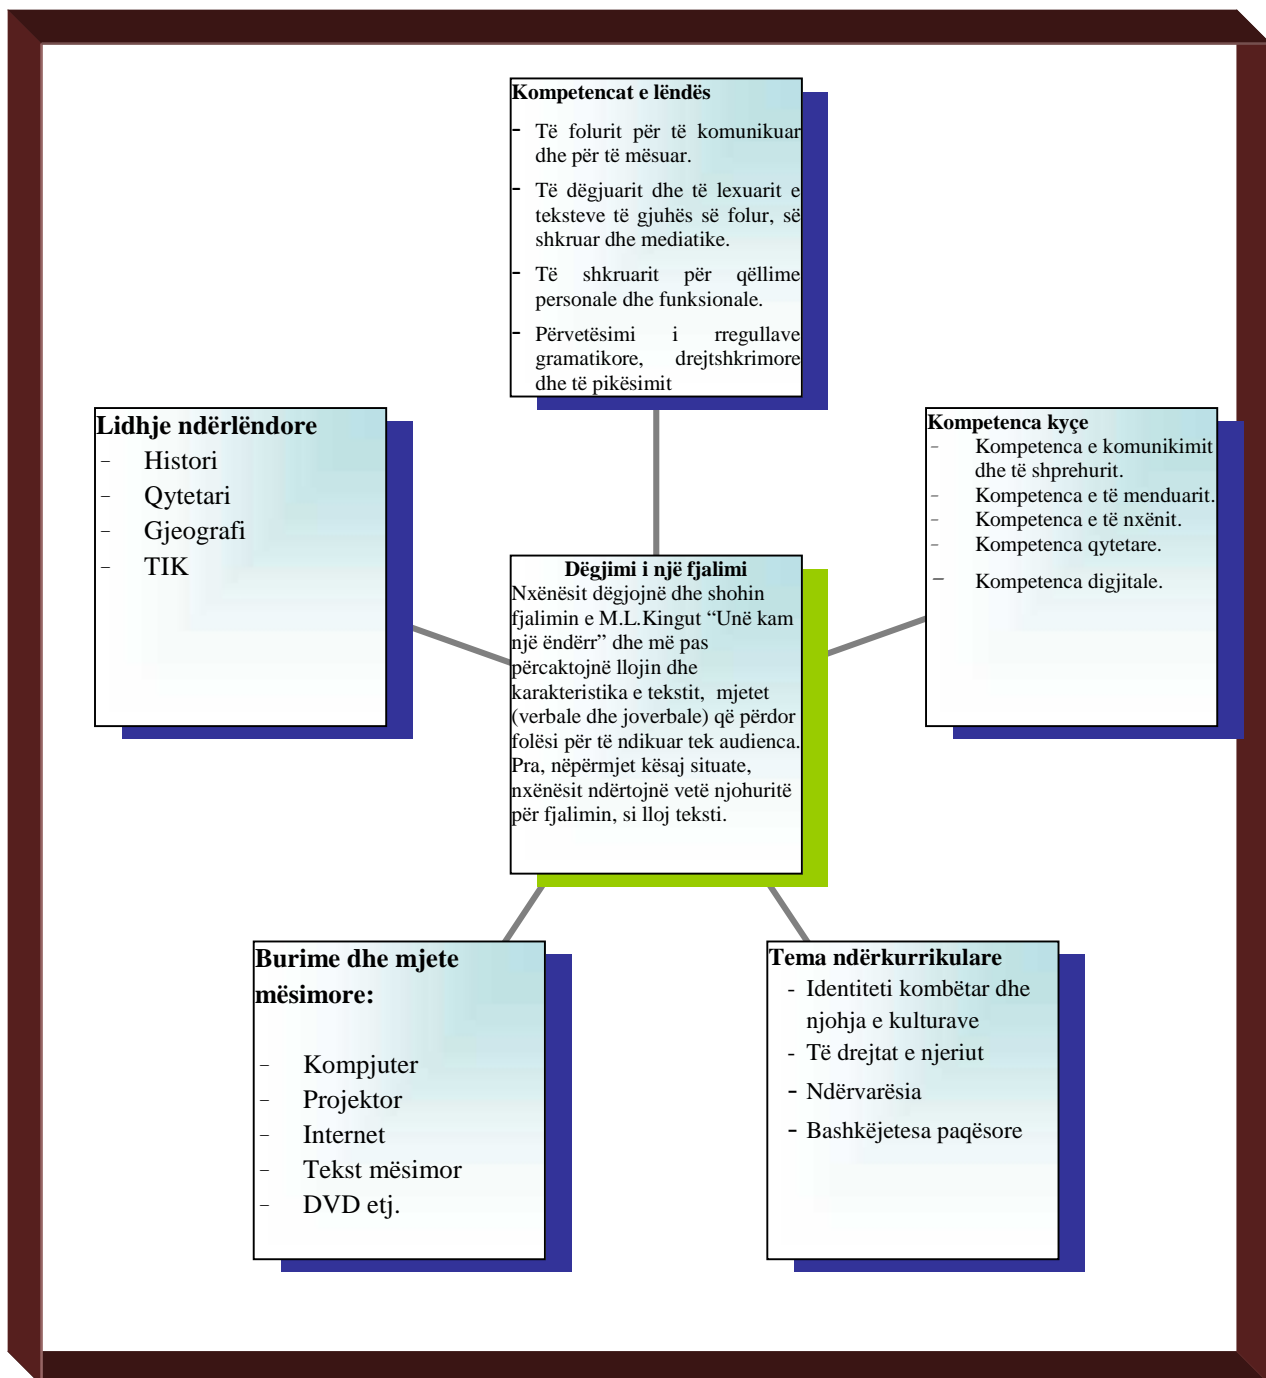 Kompetencat e lëndës
- Të folurit për të komunikuar
dhe për të mësuar.
- Të dëgjuarit dhe të lexuarit e
teksteve të gjuhës së folur, së
shkruar dhe mediatike.
- Të shkruarit për qëllime
personale dhe funksionale.
- Përvetësimi i rregullave
gramatikore, drejtshkrimore
dhe të pikësimit
Lidhje ndërlëndore
- Histori
- Qytetari
- Gjeografi
- TIK
Kompetenca kyçe
- Kompetenca e komunikimit
dhe të shprehurit.
- Kompetenca e të menduarit.
- Kompetenca e të nxënit.
- Kompetenca qytetare.
- Kompetenca digjitale.
Dëgjimi i një fjalimi
Nxënësit dëgjojnë dhe shohin
fjalimin e M.L.Kingut “Unë kam
një ëndërr” dhe më pas
përcaktojnë llojin dhe
karakteristika e tekstit, mjetet
(verbale dhe joverbale) që përdor
folësi për të ndikuar tek audienca.
Pra, nëpërmjet kësaj situate,
nxënësit ndërtojnë vetë njohuritë
për fjalimin, si lloj teksti.
Burime dhe mjete
mësimore:
- Kompjuter
- Projektor
- Internet
- Tekst mësimor
- DVD etj.
Tema ndërkurrikulare
- Identiteti kombëtar dhe
njohja e kulturave
- Të drejtat e njeriut
- Ndërvarësia
- Bashkëjetesa paqësore